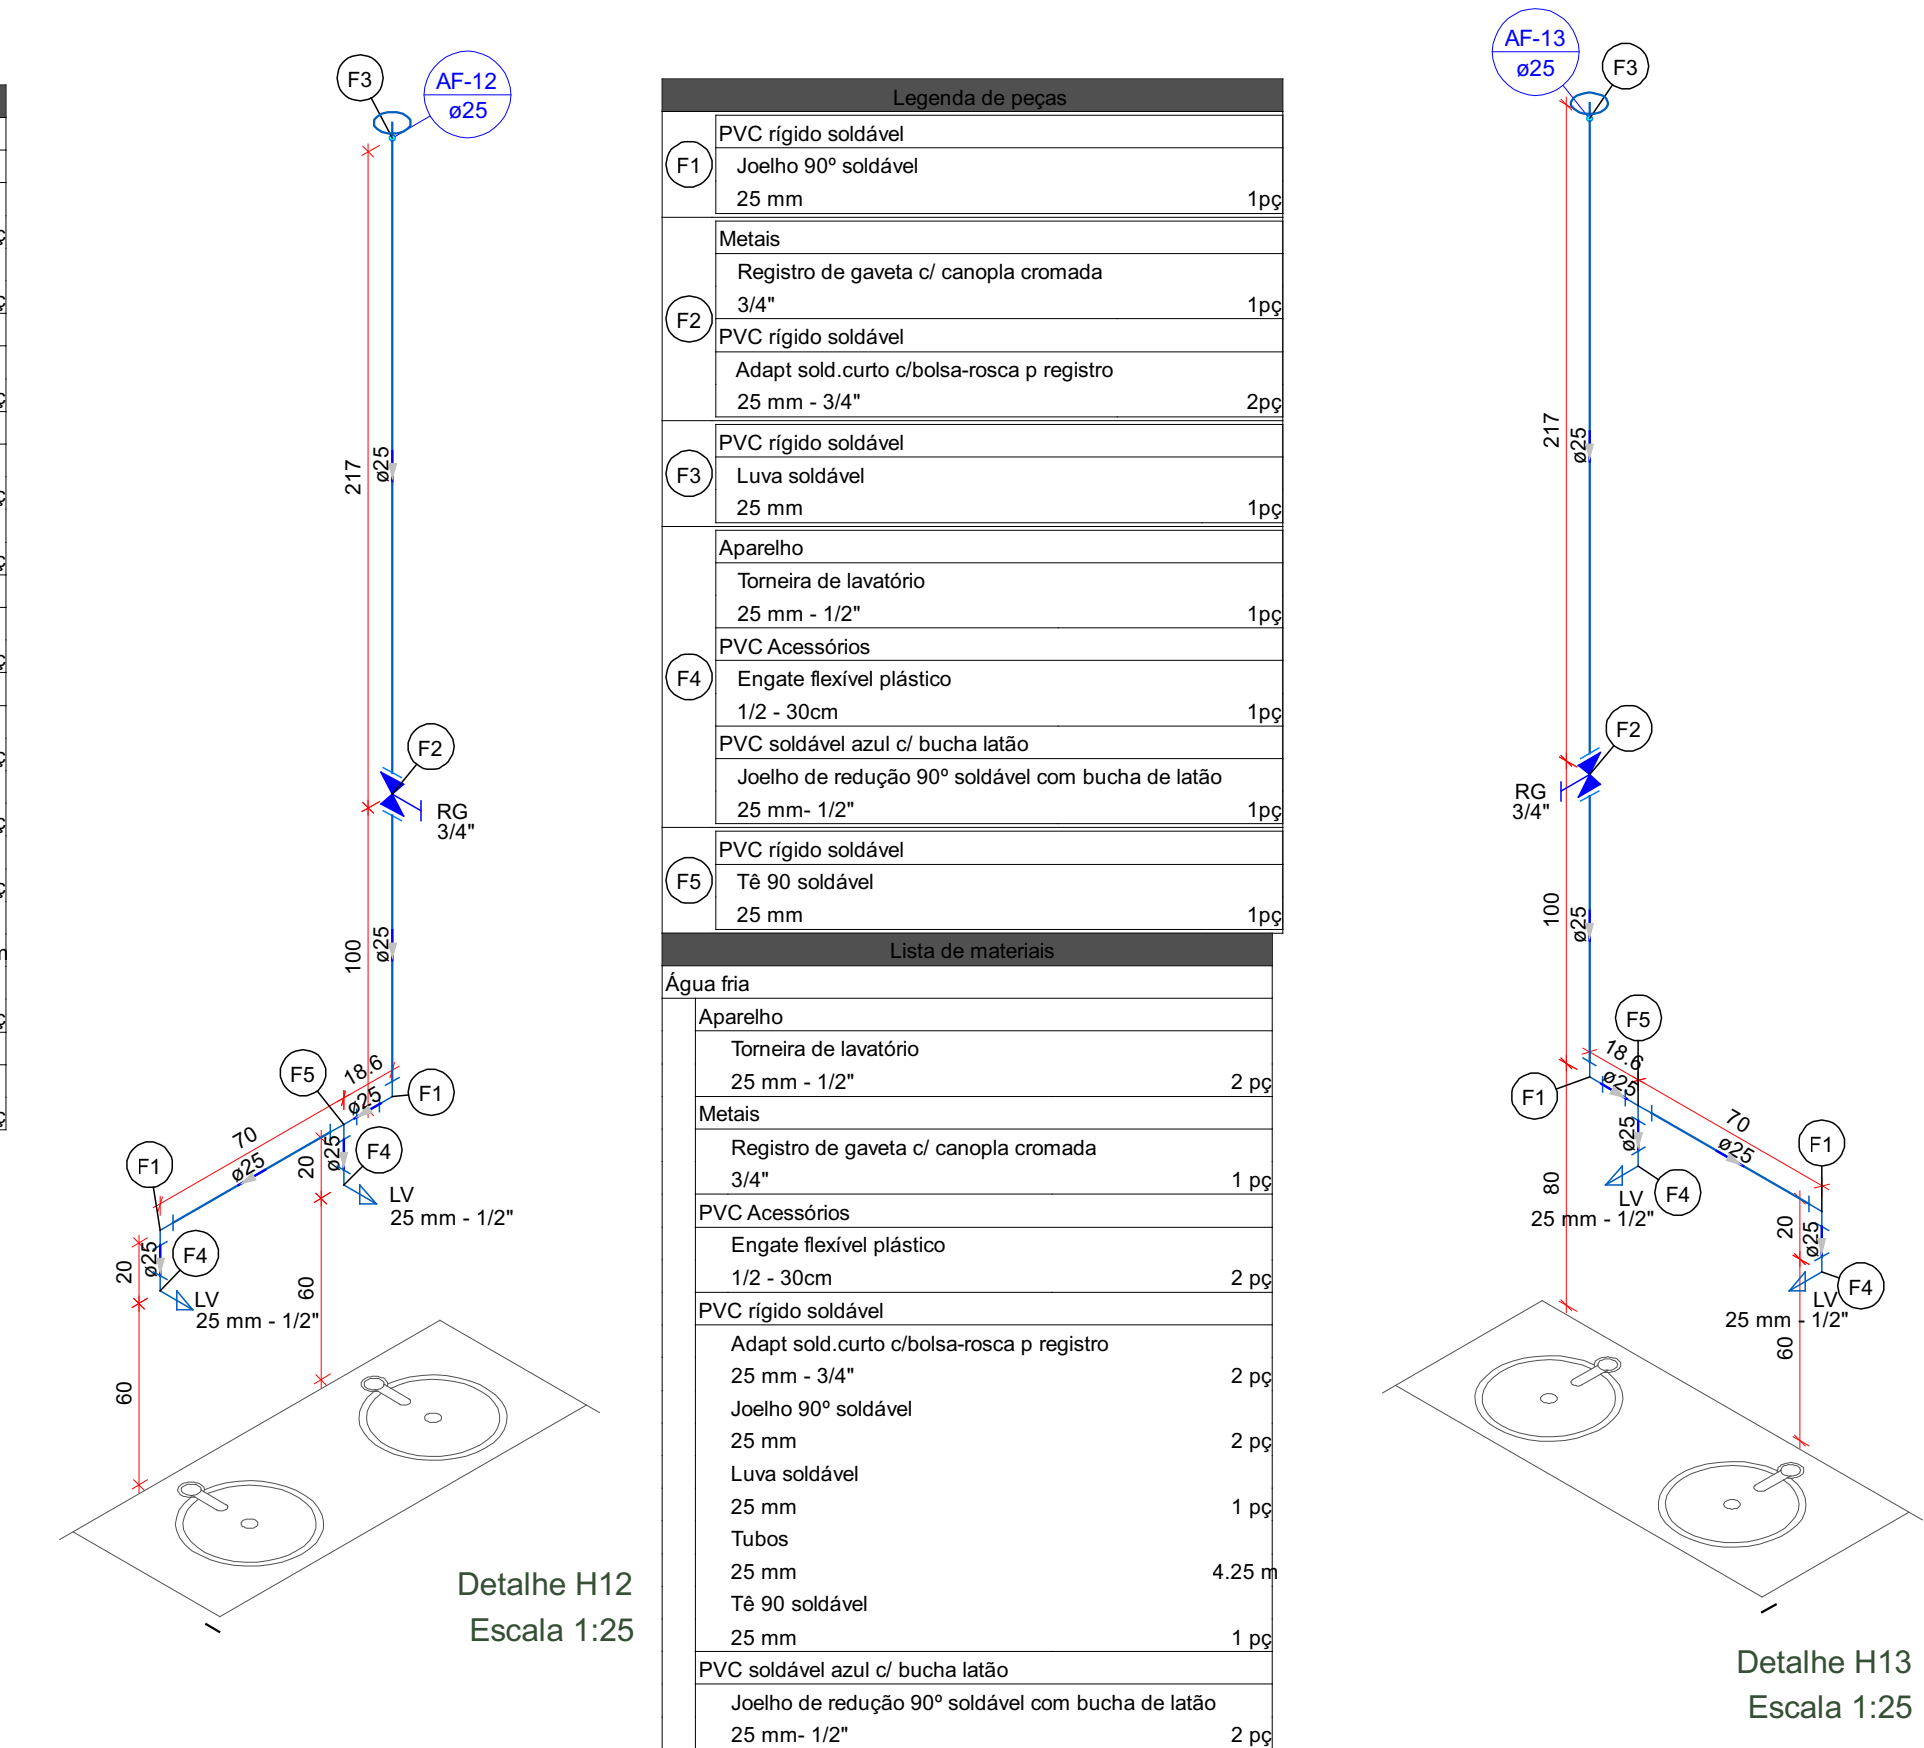 F3
AF-12
ø25
217
ø25
F2
RG
3/4"
100
ø25
F5
18.6
ø25
F1
70
ø25
F1
20
ø25
F4
LV
25 mm - 1/2"
20
ø25
F4
LV
25 mm - 1/2"
60
60
Detalhe H12
Escala 1:25
Legenda de peças
F1
PVC rígido soldável
Joelho 90º soldável
25 mm 1pç
F2
Metais
Registro de gaveta c/ canopla cromada
3/4" 1pç
PVC rígido soldável
Adapt sold.curto c/bolsa-rosca p registro
25 mm - 3/4" 2pç
F3
PVC rígido soldável
Luva soldável
25 mm 1pç
F4
Aparelho
Torneira de lavatório
25 mm - 1/2" 1pç
PVC Acessórios
Engate flexível plástico
1/2 - 30cm 1pç
PVC soldável azul c/ bucha latão
Joelho de redução 90º soldável com bucha de latão
25 mm- 1/2" 1pç
F5
PVC rígido soldável
Tê 90 soldável
25 mm 1pç
Lista de materiais
Água fria
Aparelho
Torneira de lavatório
25 mm - 1/2" 2 pç
Metais
Registro de gaveta c/ canopla cromada
3/4" 1 pç
PVC Acessórios
Engate flexível plástico
1/2 - 30cm 2 pç
PVC rígido soldável
Adapt sold.curto c/bolsa-rosca p registro
25 mm - 3/4" 2 pç
Joelho 90º soldável
25 mm 2 pç
Luva soldável
25 mm 1 pç
Tubos
25 mm 4.25 m
Tê 90 soldável
25 mm 1 pç
PVC soldável azul c/ bucha latão
Joelho de redução 90º soldável com bucha de latão
25 mm- 1/2" 2 pç
AF-13
ø25
F3
217
ø25
F2
RG
3/4"
100
ø25
F5
18.6
ø25
F1
70
ø25
F1
80
ø25
F4
LV
25 mm - 1/2"
20
ø25
F4
LV
25 mm - 1/2"
60
Detalhe H13
Escala 1:25